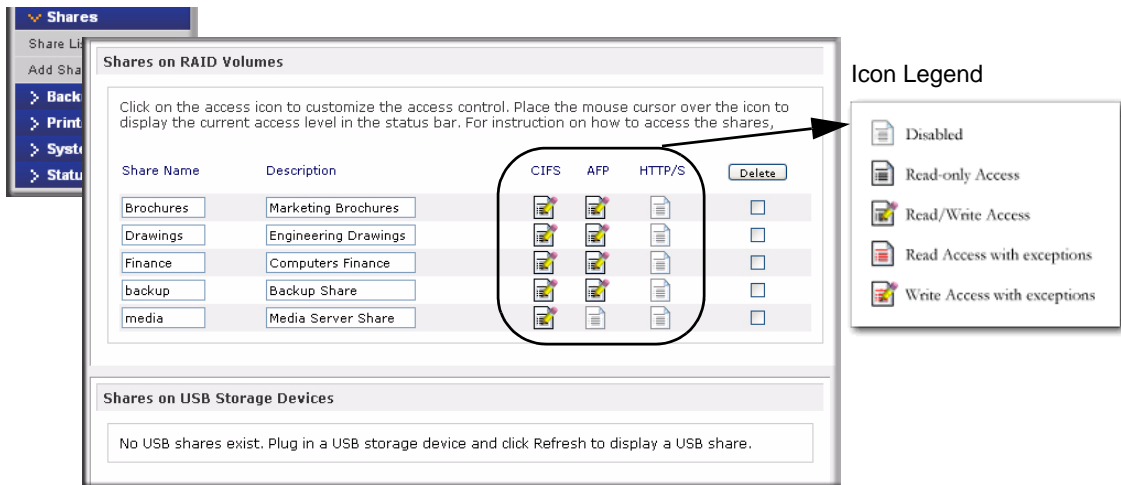 Shares
Share Li
Add Sha
Back
Print
Syste
Statu
Shares on RAID Volumes
Click on the access icon to customize the access control. Place the mouse cursor over the icon to
display the current access level in the status bar. For instruction on how to access the shares,
Share Name Description CIFS AFP HTTP/S Delete
Brochures Marketing Brochures
Drawings Engineering Drawings
Finance Computers Finance
backup Backup Share
media Media Server Share
Shares on USB Storage Devices
No USB shares exist. Plug in a USB storage device and click Refresh to display a USB share.
Icon Legend
Disabled
Read-only Access
Read/Write Access
Read Access with exceptions
Write Access with exceptions